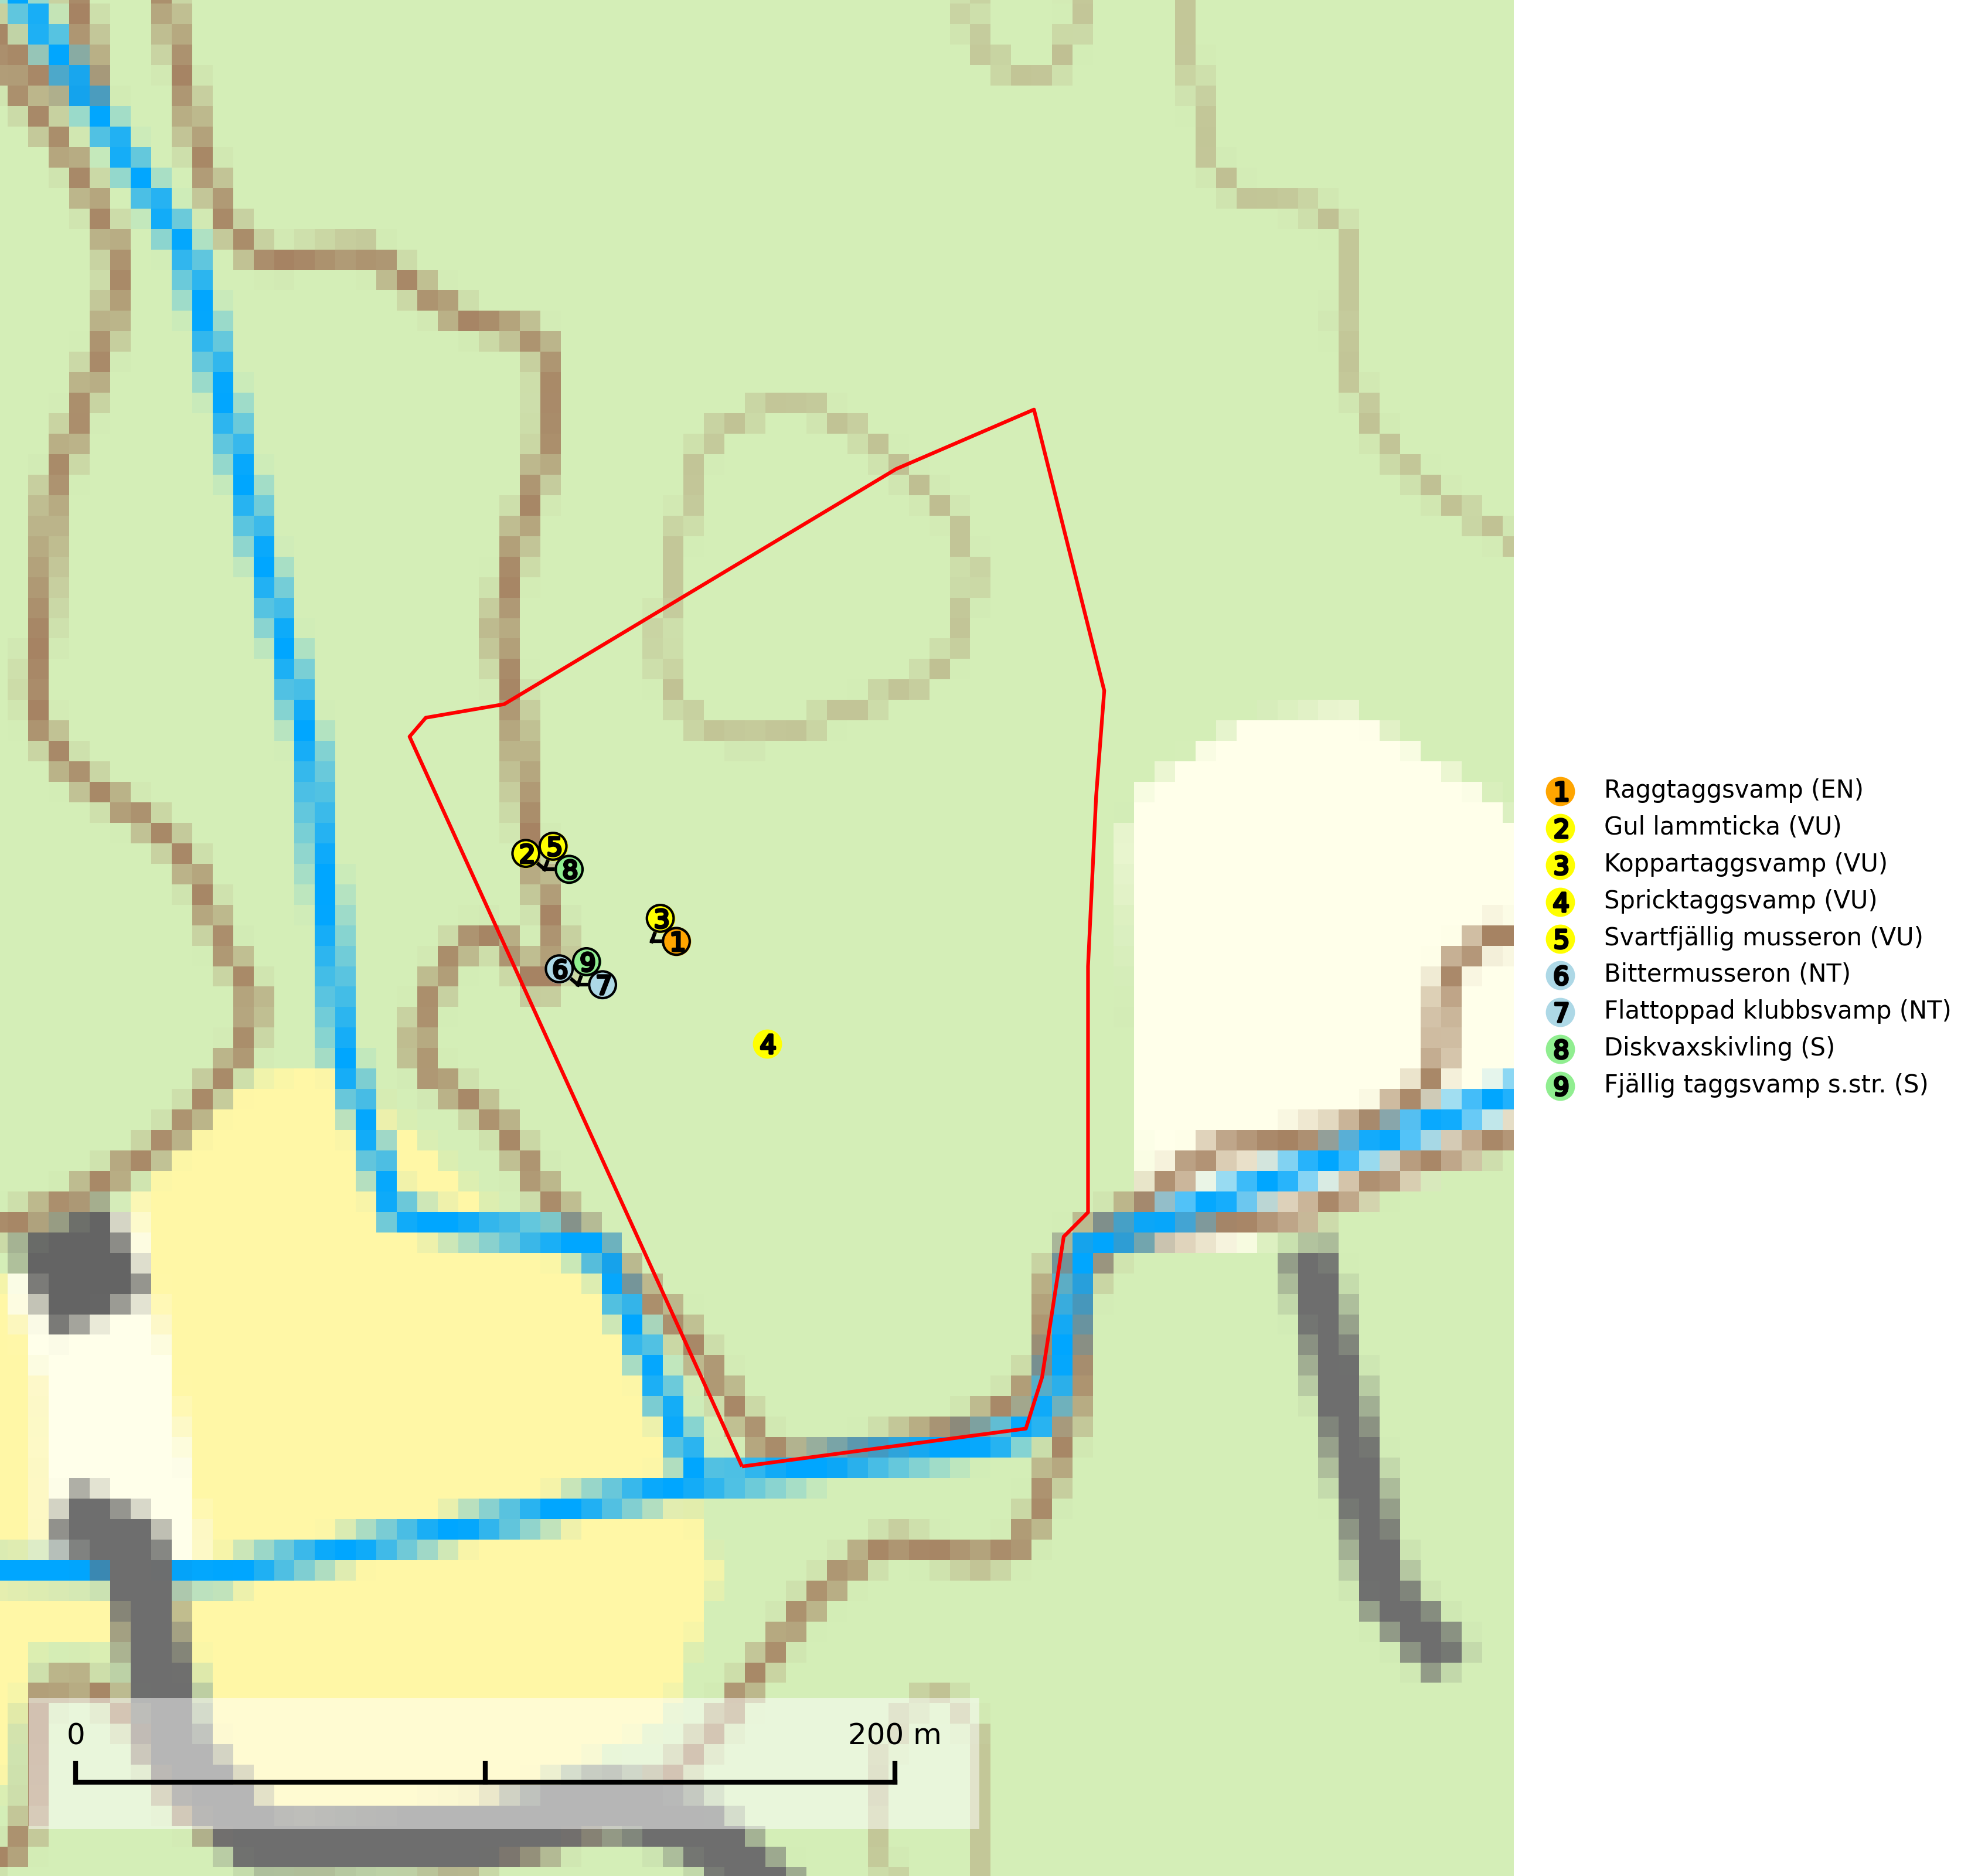 2 5
8
3
1
6 9
7
4
1 Raggtaggsvamp (EN)
2 Gul lammticka (VU)
3 Koppartaggsvamp (VU)
4 Spricktaggsvamp (VU)
5 Svartfjällig musseron (VU)
6 Bittermusseron (NT)
7 Flattoppad klubbsvamp (NT)
8 Diskvaxskivling (S)
9 Fjällig taggsvamp s.str. (S)
0 200 m